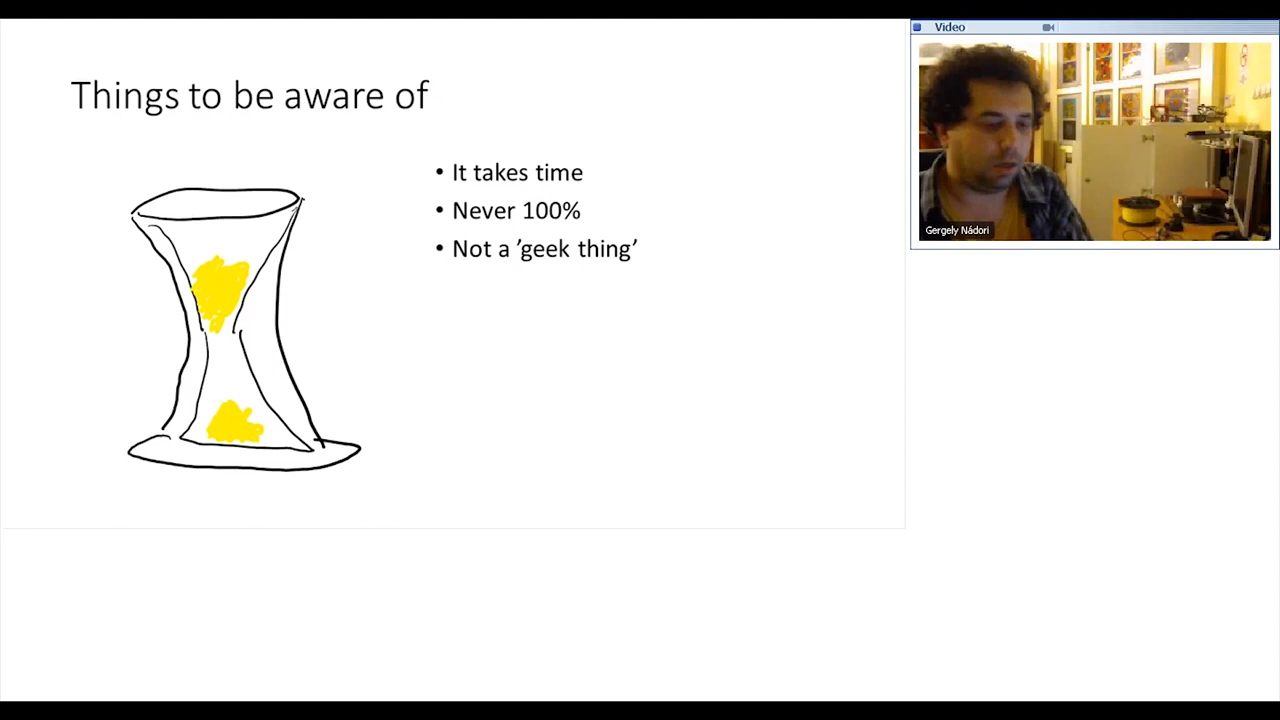 Things to be aware of
• It takes time
• Never 100%
• Not a ’geek thing’
Video
Gergely Nádori